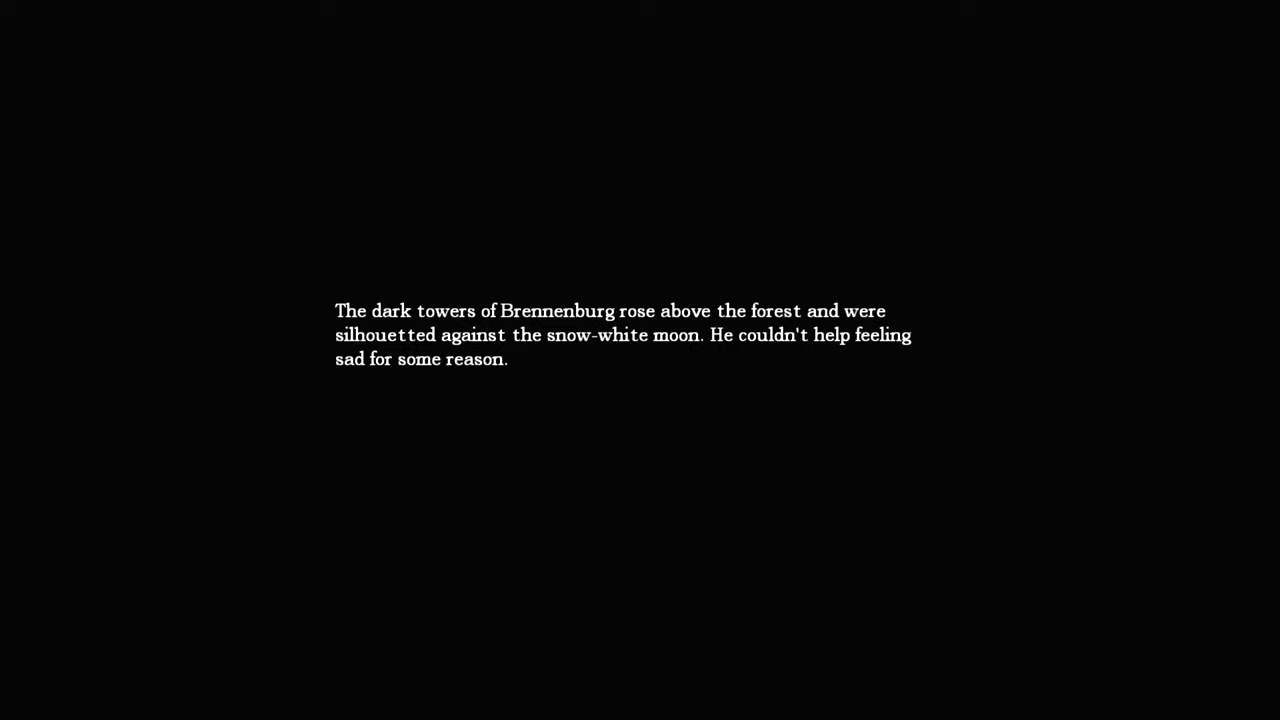 The dark towers of Brennenburg rose above the forest and were
silhouetted against the snow-white moon. He couldn't help feeling
sad for some reason.